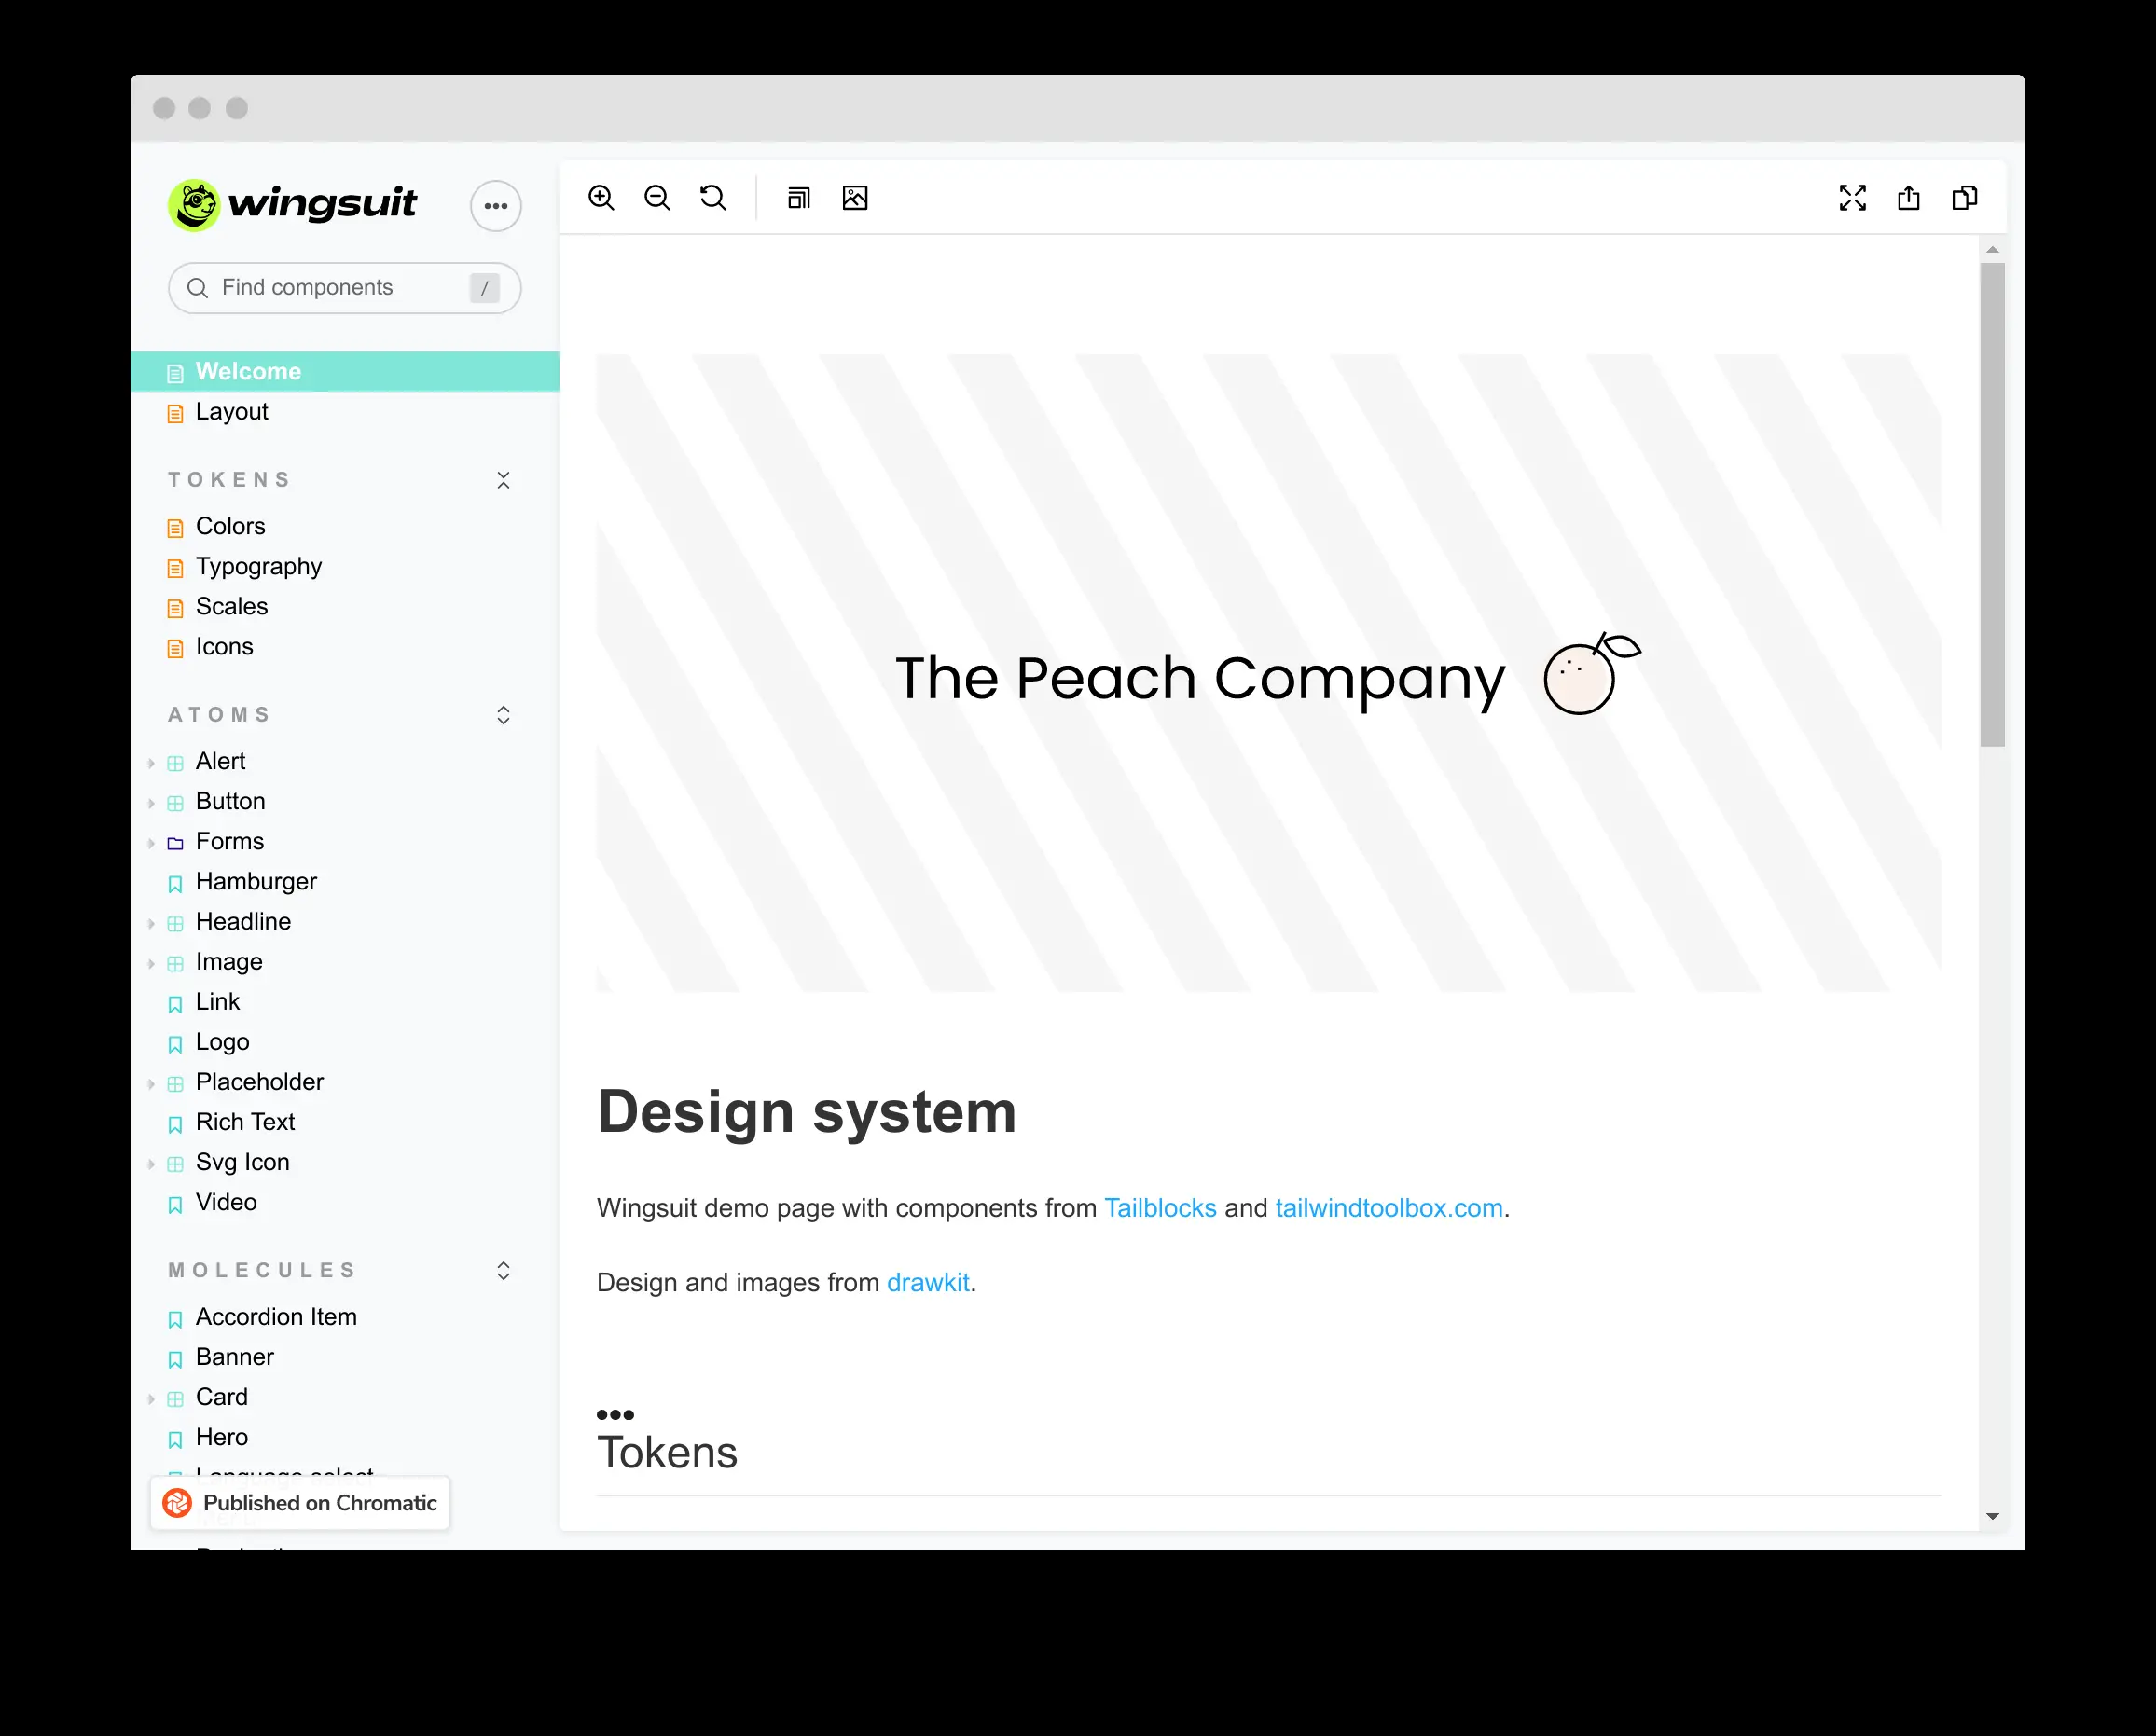 wingsuit
Find components /
Welcome
Layout
TOKENS
Colors
Typography
Scales
Icons
ATOMS
Alert
Button
Forms
Hamburger
Headline
Image
Link
Logo
Placeholder
Rich Text
Svg Icon
Video
MOLECULES
Accordion Item
Banner
Card
Hero
Language select
Published on Chromatic
The Peach Company
Design system
Wingsuit demo page with components from Tailblocks and tailwindtoolbox.com.
Design and images from drawkit.
Tokens